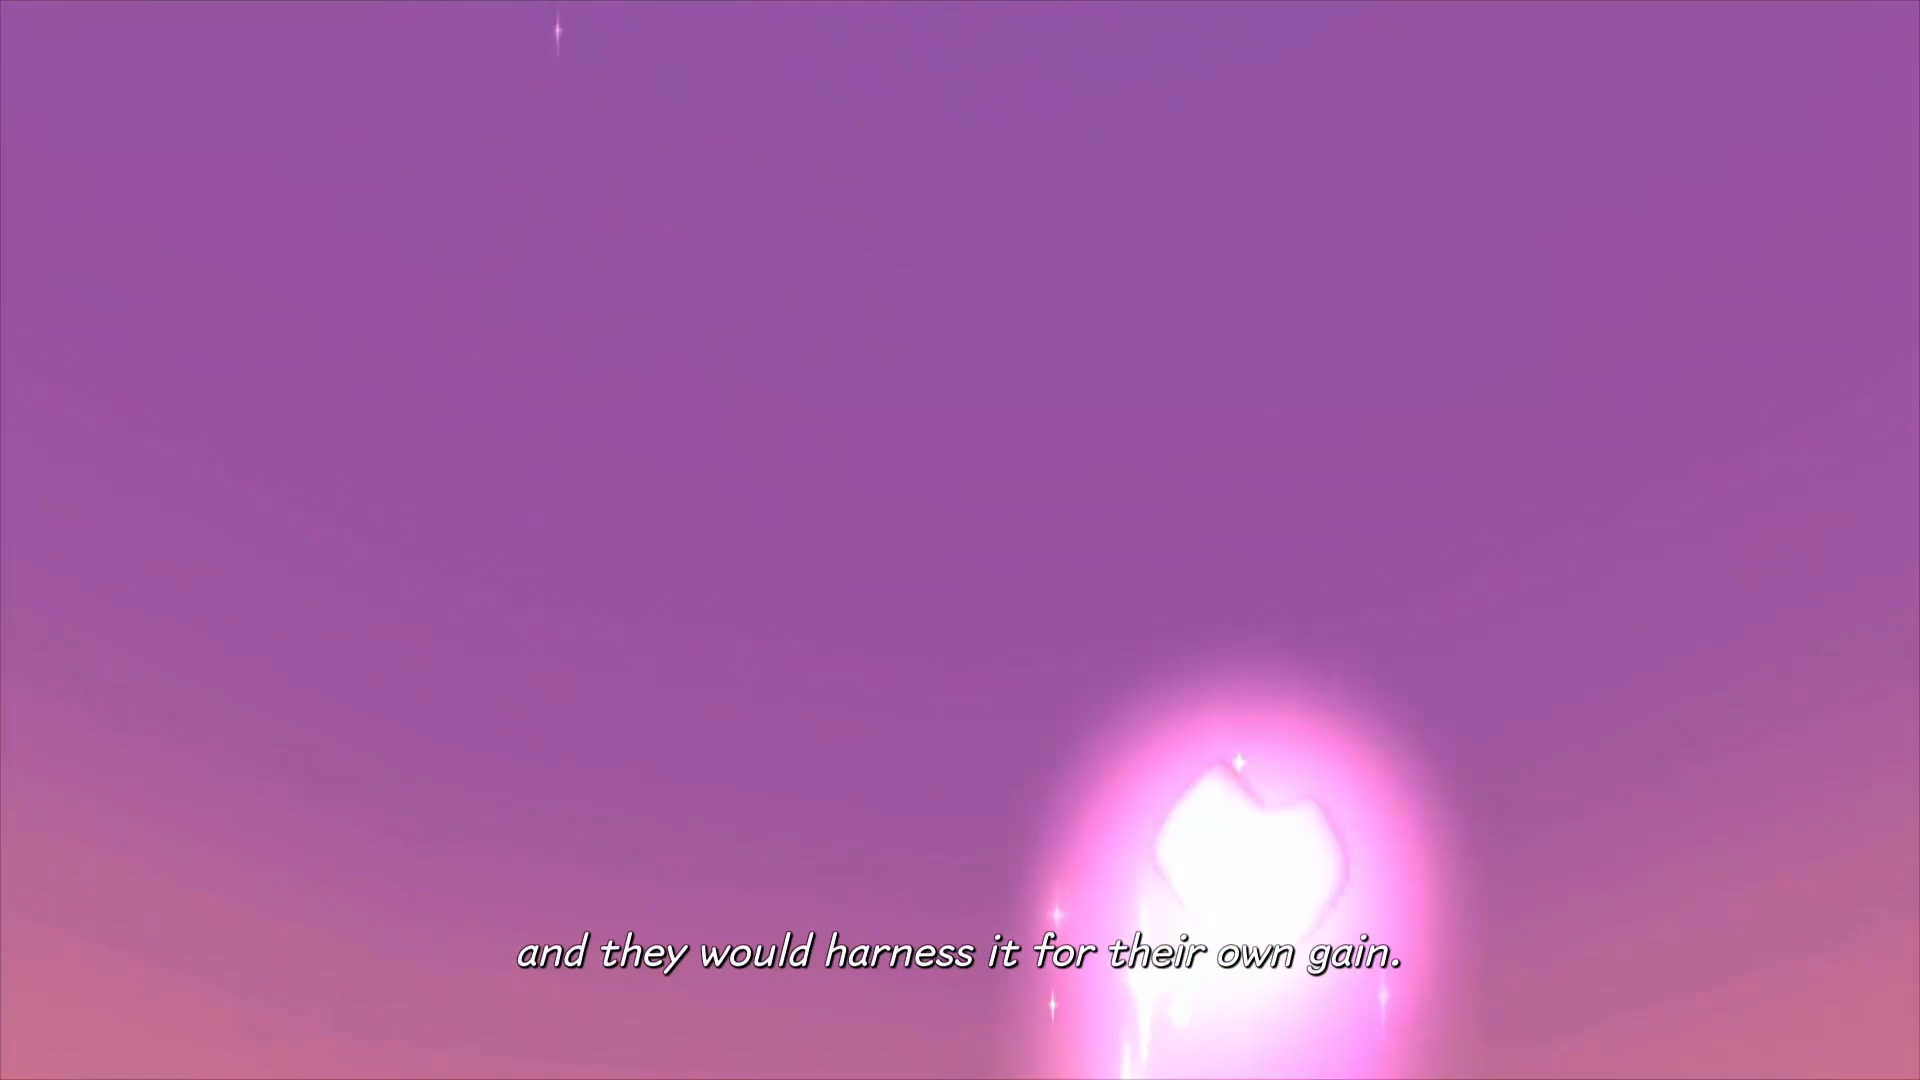 and they would harness it for their own gain.